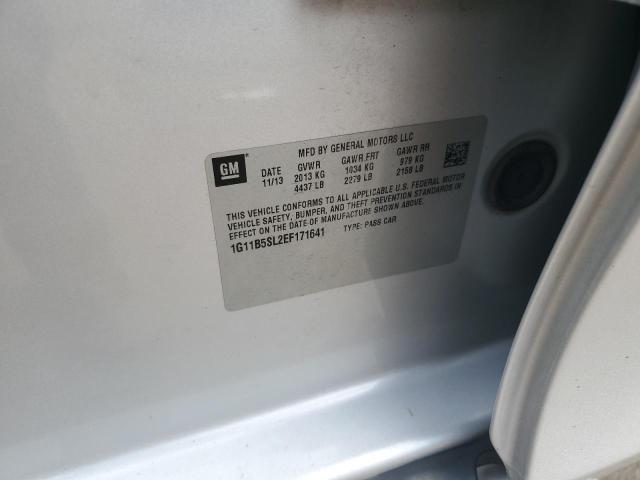 MFD BY GENERAL MOTORS LLC
GM
DATE GVWR GAWR FRT GAWR RR
11/13 2013 KG 1034 KG 979 KG
4437 LB 2279 LB 2158 LB
THIS VEHICLE CONFORMS TO ALL APPLICABLE U.S. FEDERAL MOTOR
VEHICLE SAFETY, BUMPER, AND THEFT PREVENTION STANDARDS IN
EFFECT ON THE DATE OF MANUFACTURE SHOWN ABOVE.
1G11B5SL2EF171641 TYPE: PASS CAR